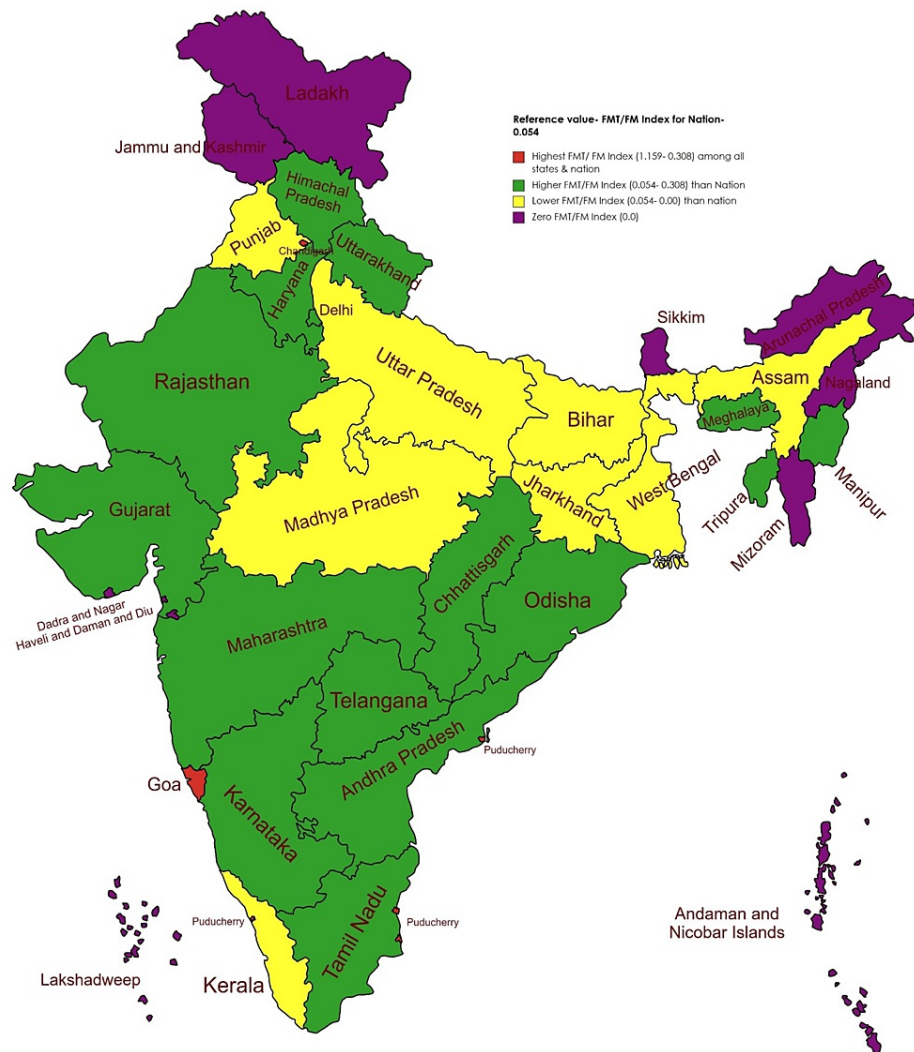 Ladakh
Jammu and Kashmir
Reference value- FMT/FM Index for Nation-
0.054
Highest FMT/ FM Index (1.159- 0.308) among all
states & nation
Higher FMT/FM Index (0.054- 0.308) than Nation
Lower FMT/FM Index (0.054- 0.00) than nation
Zero FMT/FM Index (0.0)
Himachal
Pradesh
Punjab
Chandigarh
Uttarakhand
Haryana
Delhi
Sikkim
Arunachal Pradesh
Rajasthan
Uttar Pradesh
Assam
Nagaland
Bihar
Meghalaya
Gujarat
Madhya Pradesh
Jharkhand
West Bengal
Tripura
Manipur
Mizoram
Chhattisgarh
Odisha
Dadra and Nagar
Haveli and Daman and Diu
Maharashtra
Telangana
Puducherry
Andhra Pradesh
Goa
Karnataka
Puducherry
Puducherry
Tamil Nadu
Andaman and
Nicobar Islands
Lakshadweep
Kerala